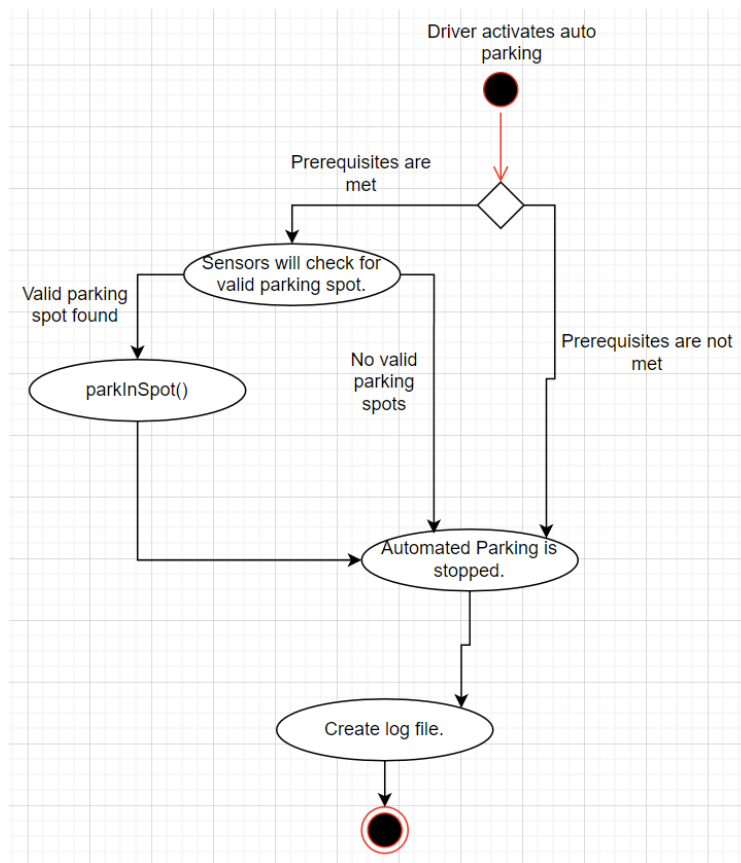 Driver activates auto
parking
Prerequisites are
met
Sensors will check for
valid parking spot.
Valid parking
spot found
Prerequisites are not
met
No valid
parking
spots
parkInSpot()
Automated Parking is
stopped.
Create log file.